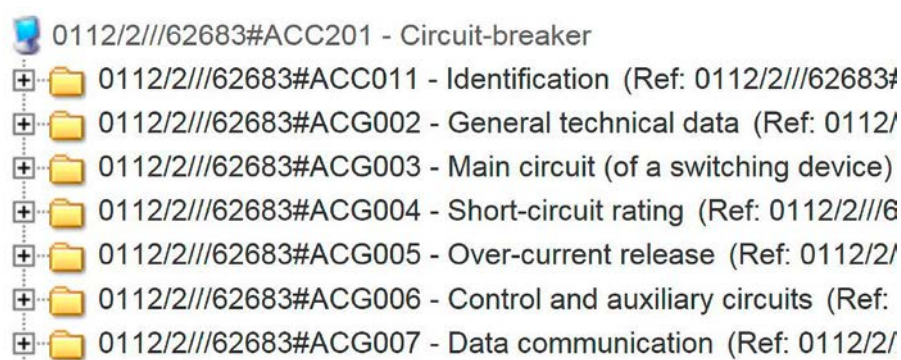 0112/2///62683#ACC201 - Circuit-breaker
0112/2///62683#ACC011 - Identification (Ref: 0112/2///62683#
0112/2///62683#ACG002 - General technical data (Ref: 0112/
0112/2///62683#ACG003 - Main circuit (of a switching device)
0112/2///62683#ACG004 - Short-circuit rating (Ref: 0112/2///6
0112/2///62683#ACG005 - Over-current release (Ref: 0112/2/
0112/2///62683#ACG006 - Control and auxiliary circuits (Ref:
0112/2///62683#ACG007 - Data communication (Ref: 0112/2/